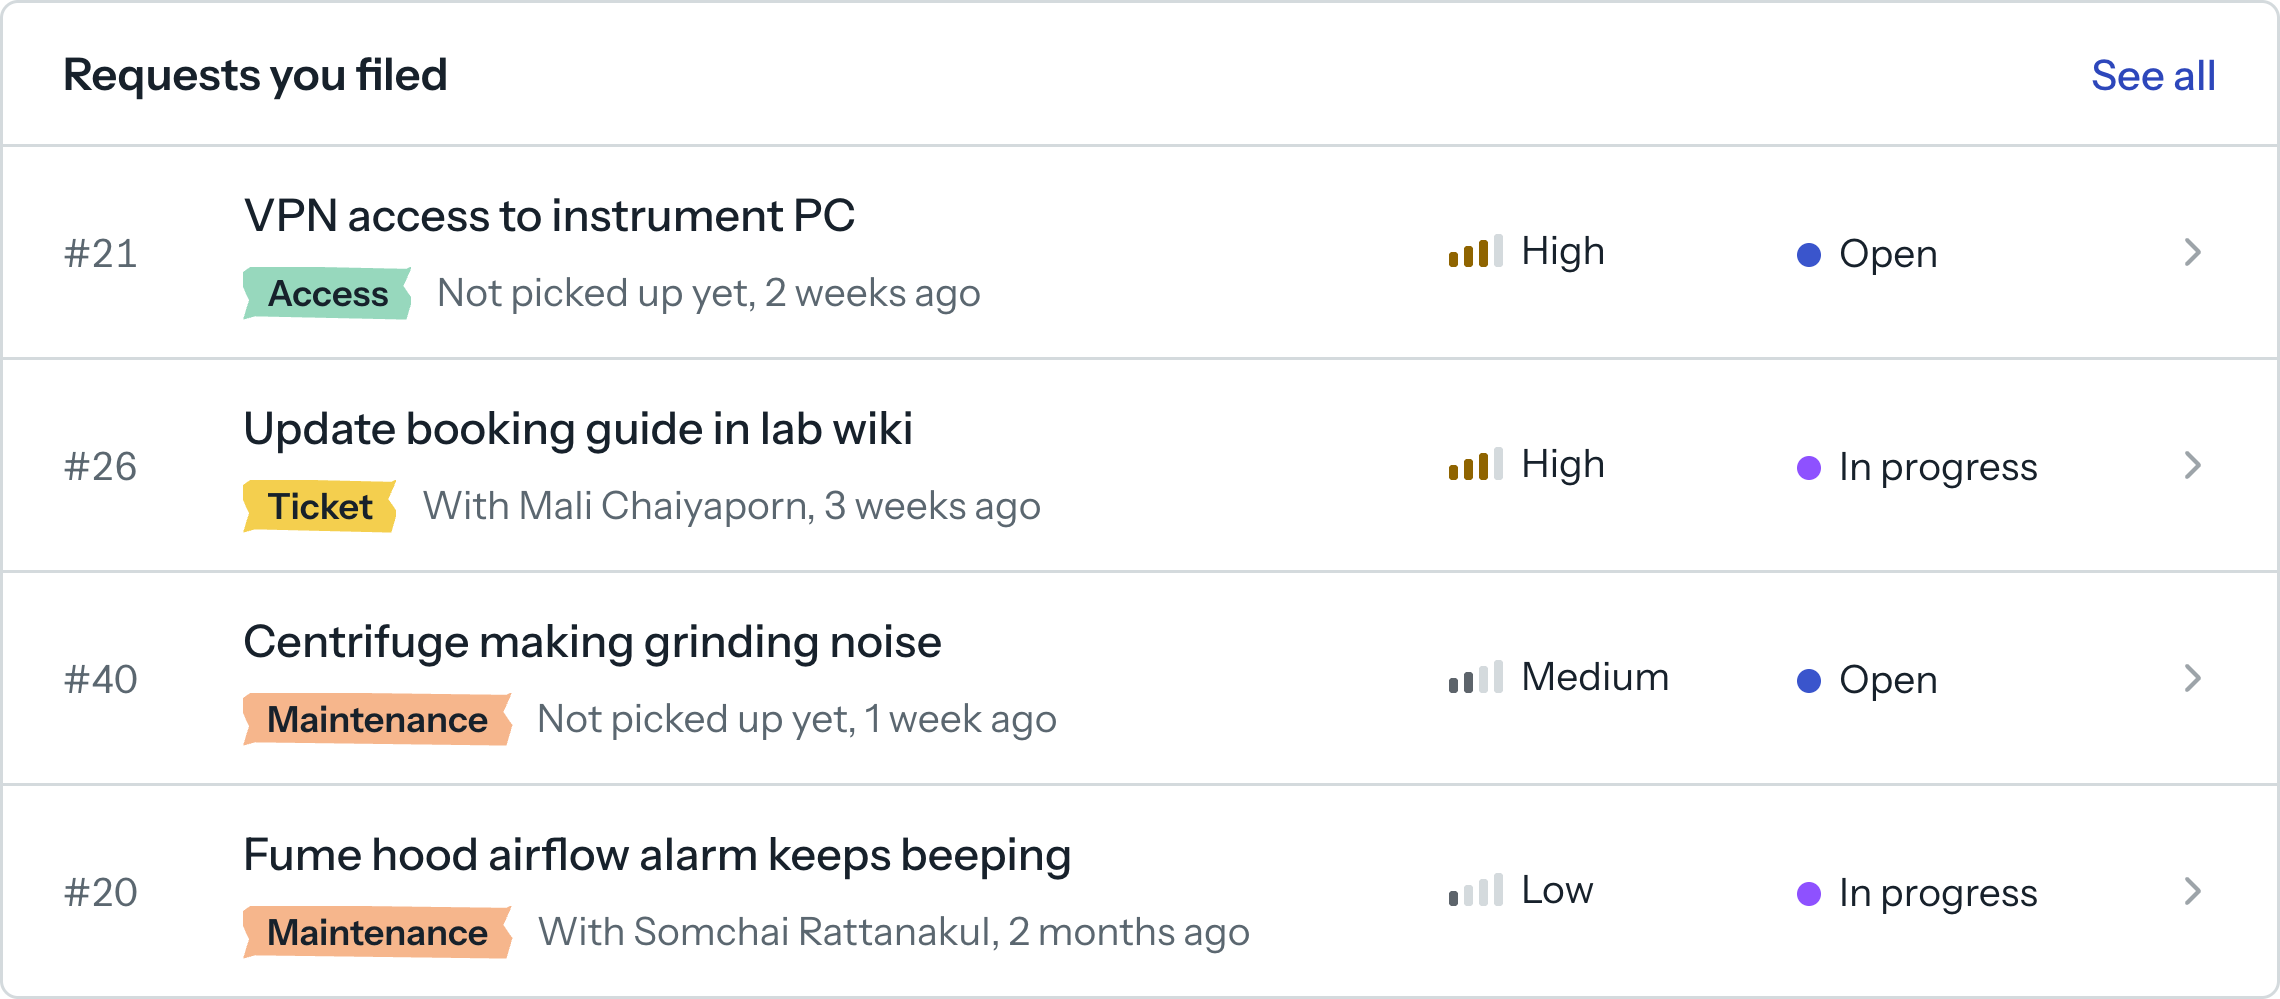 Requests you filed
See all
#21
VPN access to instrument PC
Access
Not picked up yet, 2 weeks ago
High
Open
#26
Update booking guide in lab wiki
Ticket
With Mali Chaiyaporn, 3 weeks ago
High
In progress
#40
Centrifuge making grinding noise
Maintenance
Not picked up yet, 1 week ago
Medium
Open
#20
Fume hood airflow alarm keeps beeping
Maintenance
With Somchai Rattanakul, 2 months ago
Low
In progress